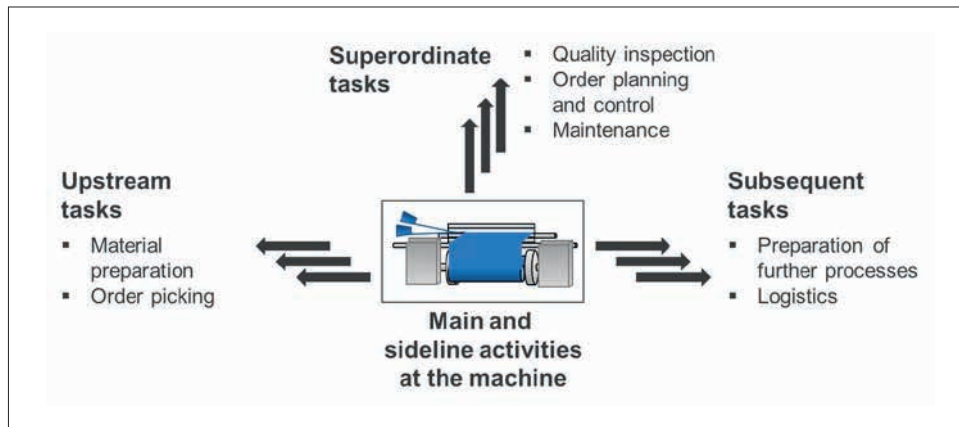 Superordinate
tasks
▪ Quality inspection
▪ Order planning
and control
▪ Maintenance
Upstream
tasks
▪ Material
preparation
▪ Order picking
Subsequent
tasks
▪ Preparation of
further processes
▪ Logistics
Main and
sideline activities
at the machine